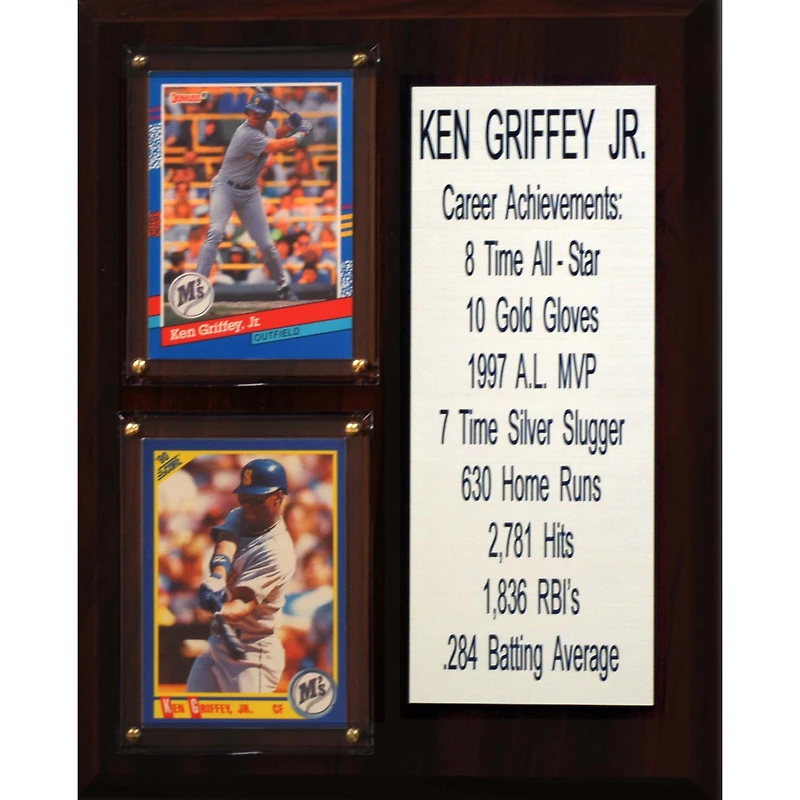 DONRUSS
M's
Ken Griffey, Jr.
OUTFIELD
90
SCORE
S
M's
KEN GRIFFEY, JR. CF
KEN GRIFFEY JR.
Career Achievements:
8 Time All-Star
10 Gold Gloves
1997 A.L. MVP
7 Time Silver Slugger
630 Home Runs
2,781 Hits
1,836 RBI's
.284 Batting Average